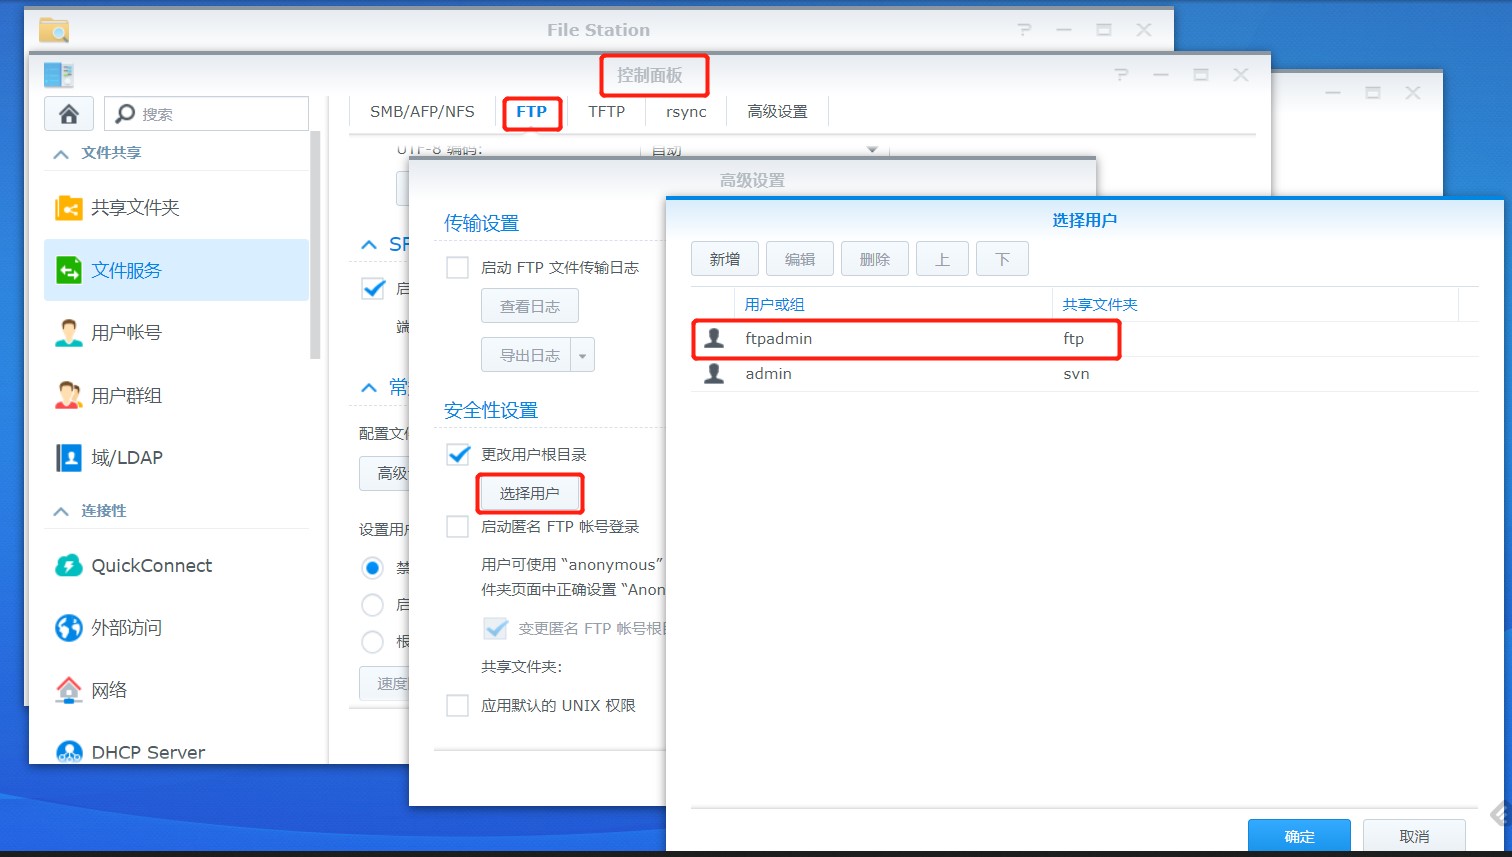 File Station
控制面板
搜索
SMB/AFP/NFS
FTP
TFTP
rsync
高级设置
文件共享
共享文件夹
文件服务
用户帐号
用户群组
域/LDAP
连接性
QuickConnect
外部访问
网络
DHCP Server
UTF-8 编码:
自动
SF
启
端
常
配置文件
高级
设置用户
禁
启
根
速度
高级设置
传输设置
启动 FTP 文件传输日志
查看日志
导出日志
安全性设置
更改用户根目录
选择用户
启动匿名 FTP 帐号登录
用户可使用 “anonymous”
件夹页面中正确设置 “Anon
变更匿名 FTP 帐号根目
共享文件夹:
应用默认的 UNIX 权限
选择用户
新增
编辑
删除
上
下
用户或组
共享文件夹
ftpadmin
ftp
admin
svn
确定
取消